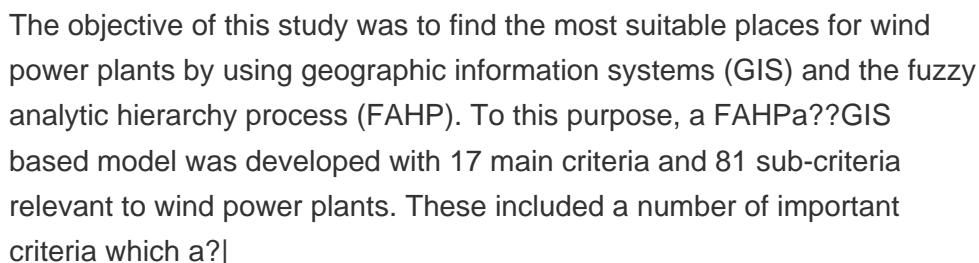 The objective of this study was to find the most suitable places for wind
power plants by using geographic information systems (GIS) and the fuzzy
analytic hierarchy process (FAHP). To this purpose, a FAHPa??GIS
based model was developed with 17 main criteria and 81 sub-criteria
relevant to wind power plants. These included a number of important
criteria which a?|